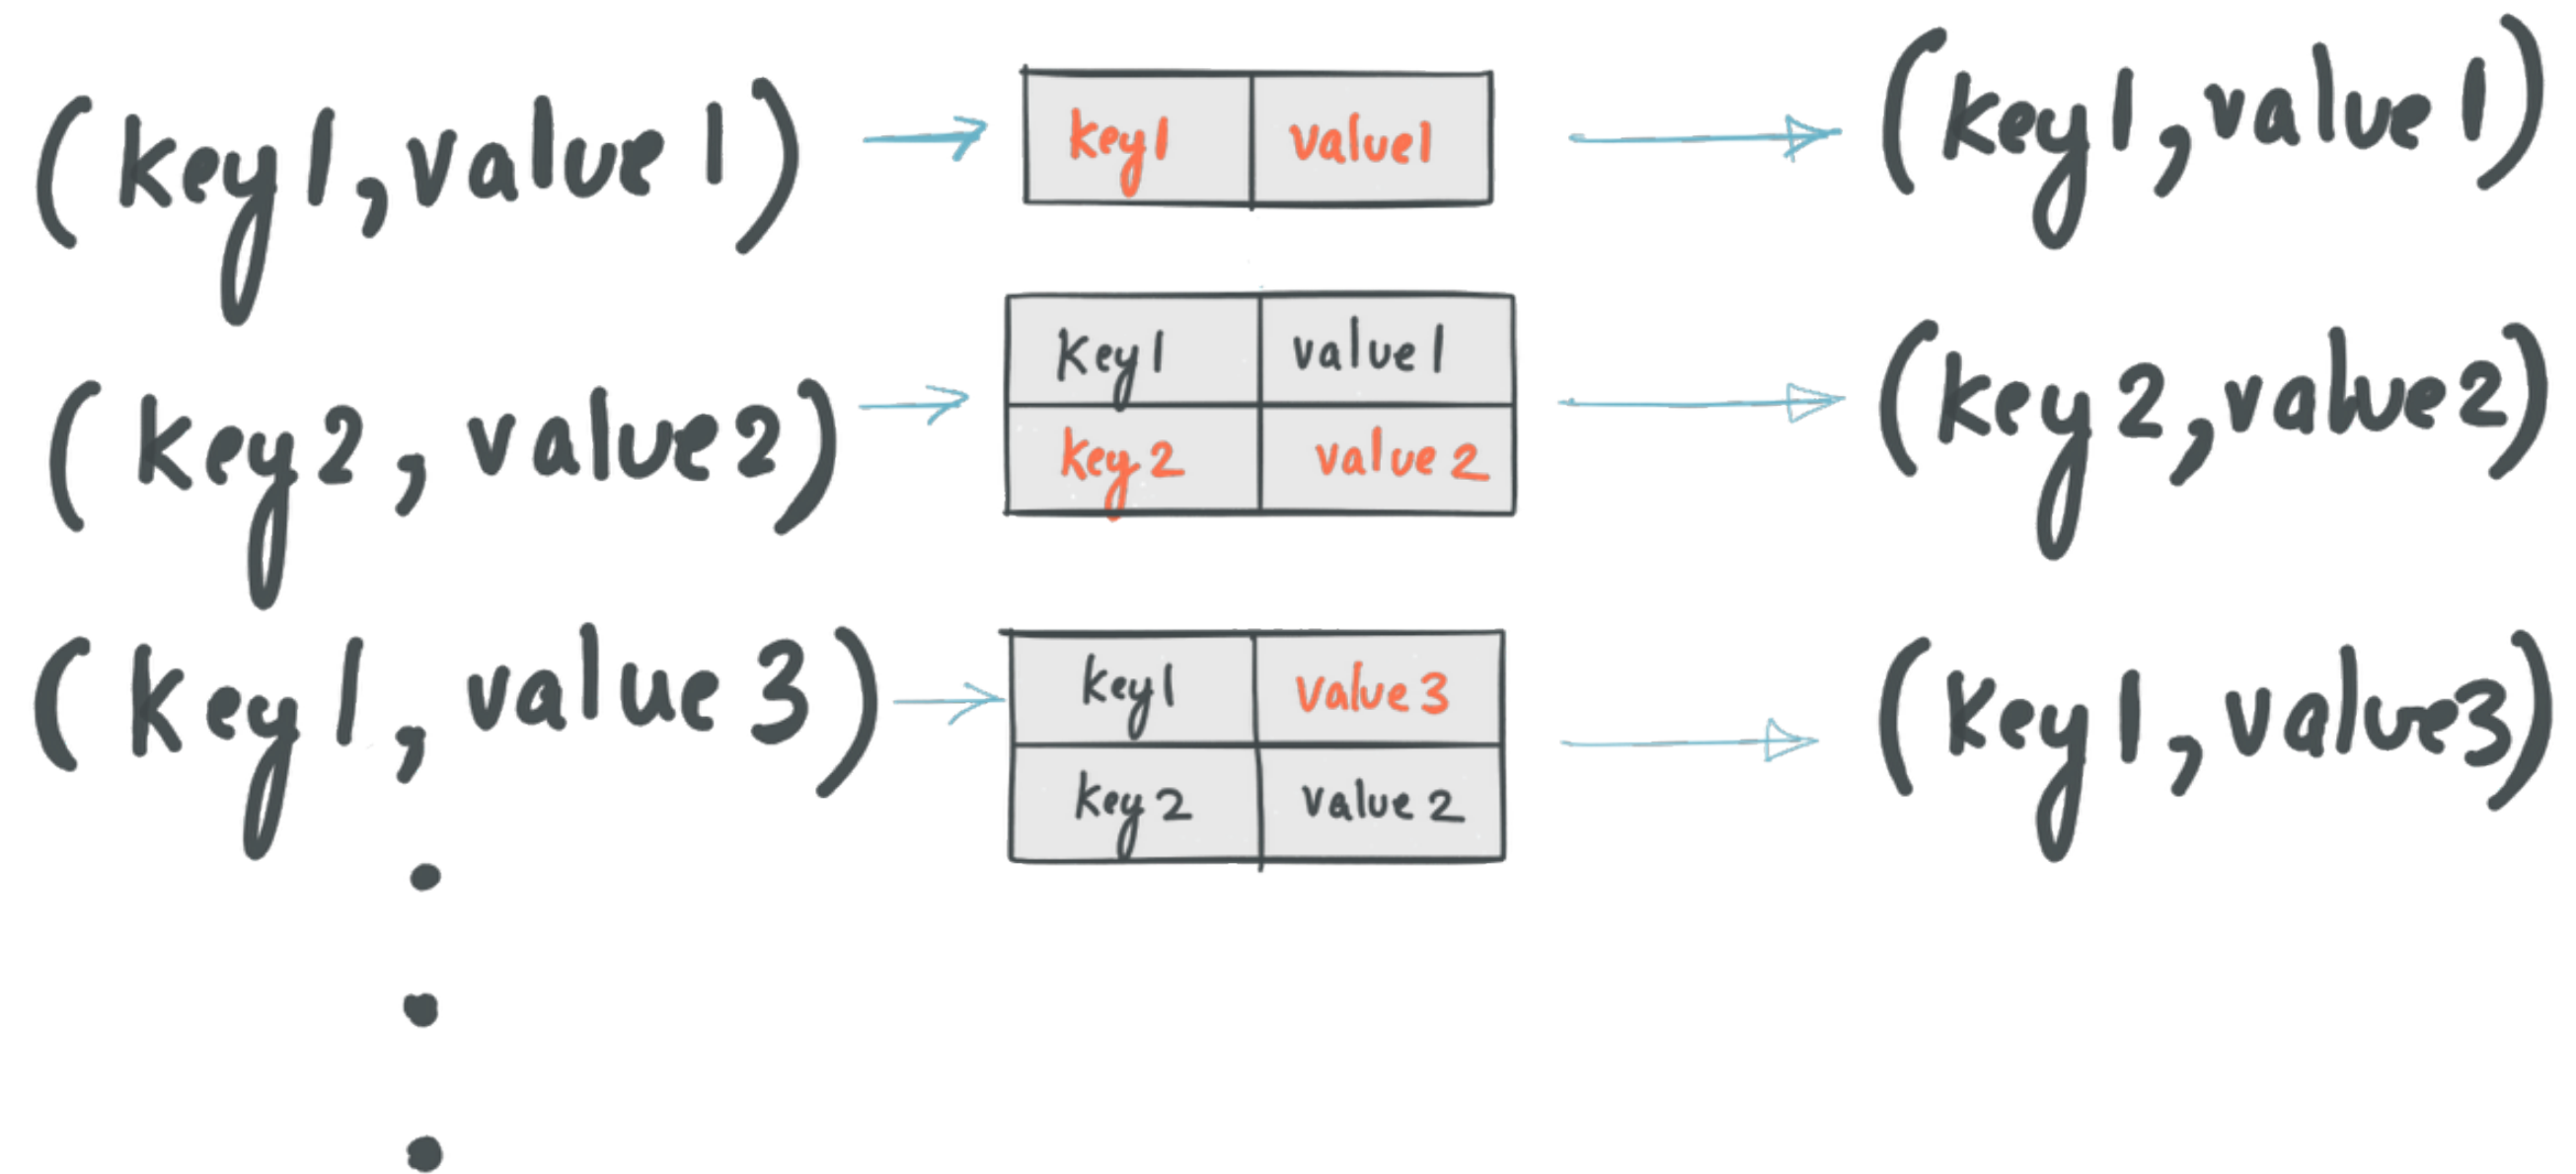 (key1,value1) key1 value1 (key1,value1)
key1 value1
(key2, value2) key2 value2 (key2,value2)
(key1, value3) key1 value3 (key1,value3)
key2 value2